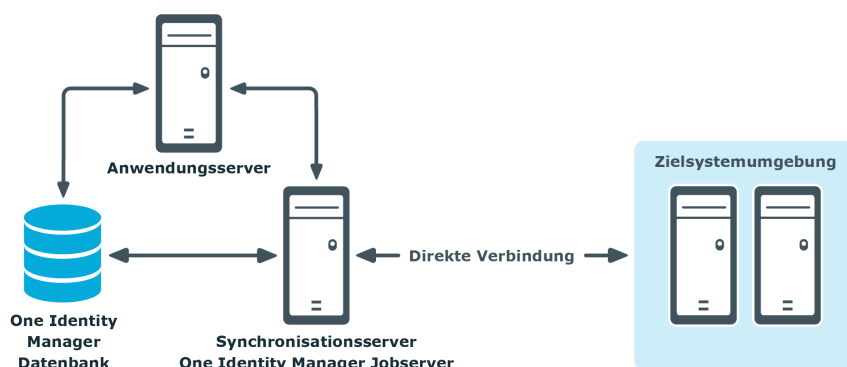 Anwendungsserver
Zielsystemumgebung
Direkte Verbindung
One Identity
Manager
Datenbank
Synchronisationsserver
One Identity Manager Jobserver